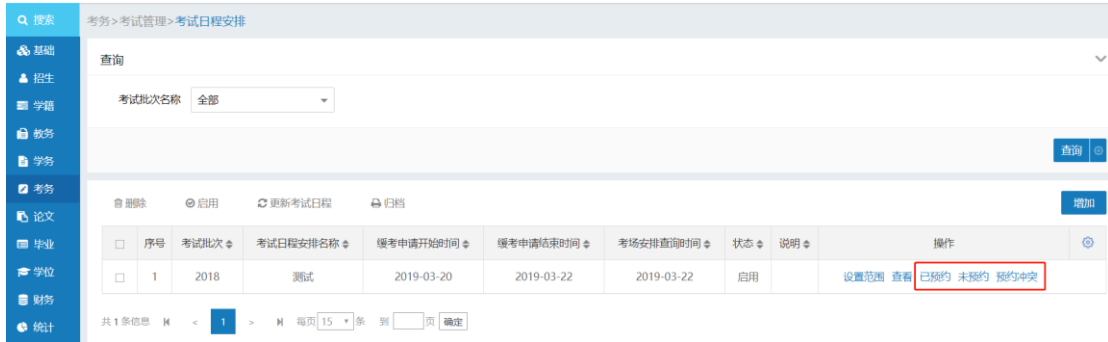 搜索
考务>考试管理>考试日程安排
基础
招生
学籍
教务
学务
考务
论文
毕业
学位
财务
统计
查询
考试批次名称 全部
查询
删除 启用 更新考试日程 归档 增加
序号 考试批次 考试日程安排名称 缓考申请开始时间 缓考申请结束时间 考场安排查询时间 状态 说明 操作
1 2018 测试 2019-03-20 2019-03-22 2019-03-22 启用 设置范围 查看 已预约 未预约 预约冲突
共1条信息 < 1 > 每页 15 条 到 页 确定